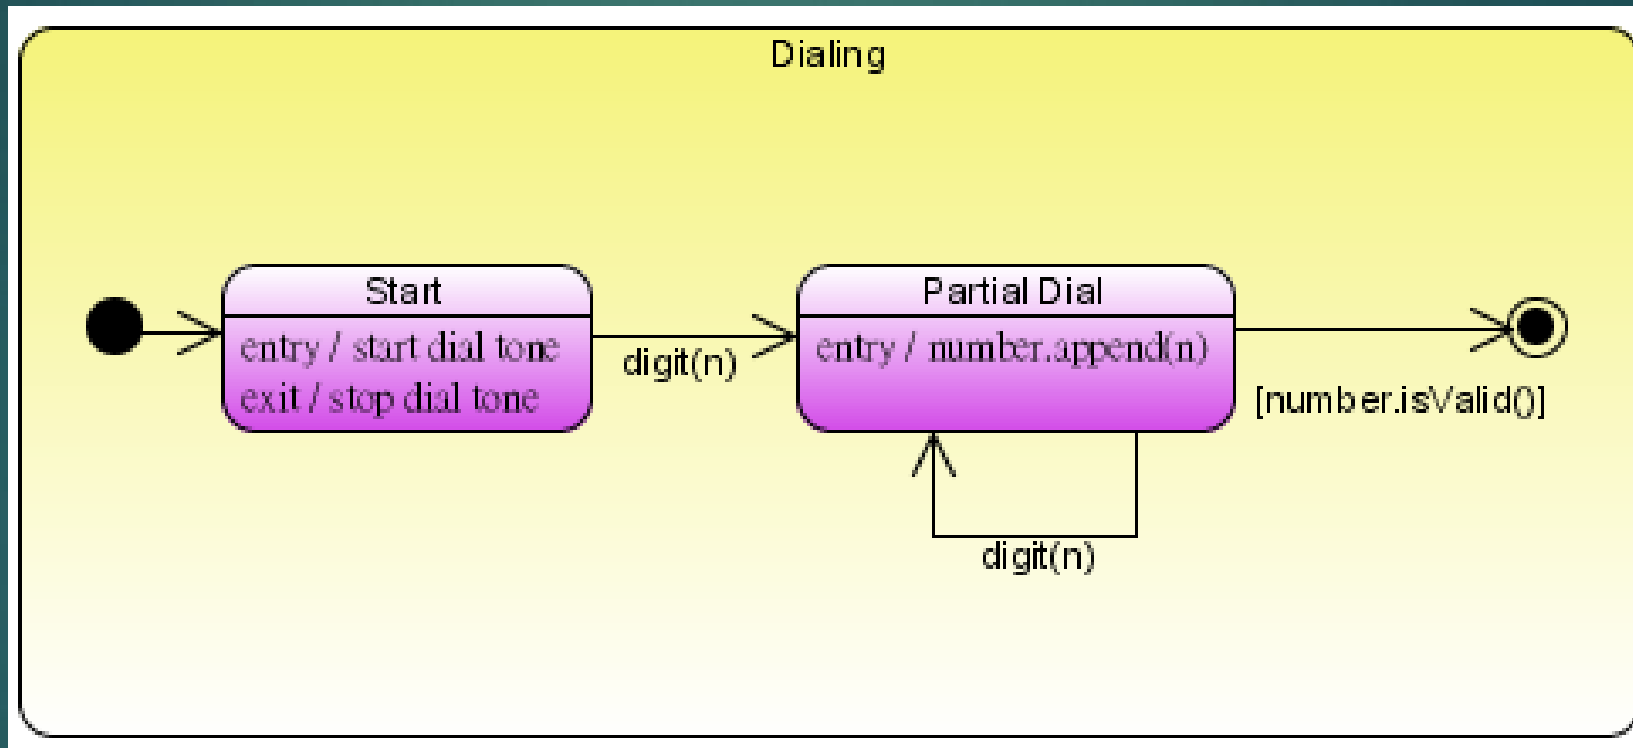 Dialing
Start
entry / start dial tone
exit / stop dial tone
digit(n)
Partial Dial
entry / number.append(n)
digit(n)
[number.isValid()]